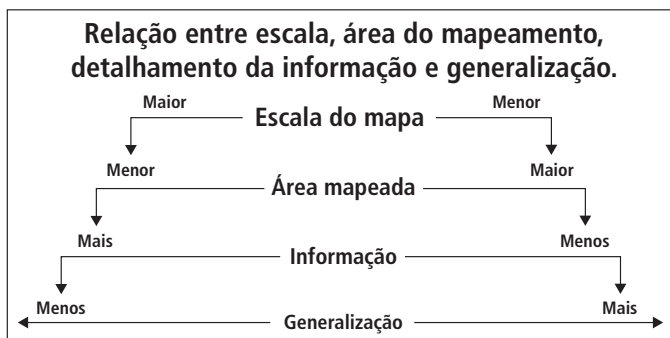 Relação entre escala, área do mapeamento,
detalhamento da informação e generalização.
Maior Menor
Escala do mapa
Menor Maior
Área mapeada
Mais Menos
Informação
Menos Mais
Generalização